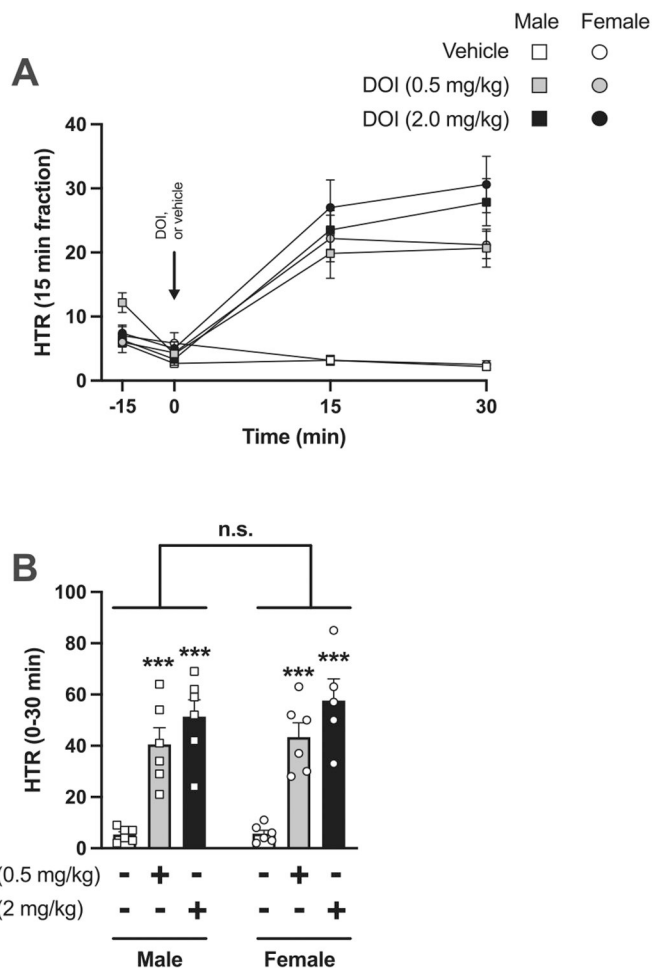 Male Female
Vehicle
A
DOI (0.5 mg/kg)
DOI (2.0 mg/kg)
40
30
20
10
0
HTR (15 min fraction)
DOI,
or vehicle
-15 0 15 30
Time (min)
n.s.
B
100
80
60
40
20
0
HTR (0-30 min)
*** *** *** ***
(0.5 mg/kg) - + - - + -
(2 mg/kg) - - + - - +
Male Female